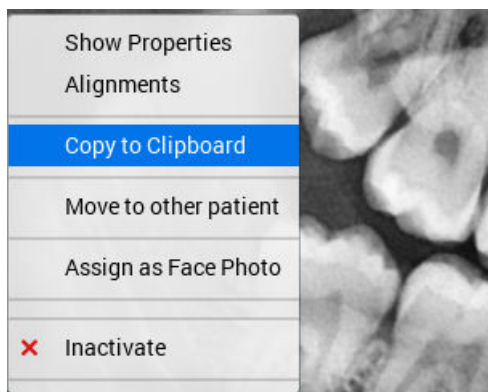 Show Properties
Alignments
Copy to Clipboard
Move to other patient
Assign as Face Photo
Inactivate